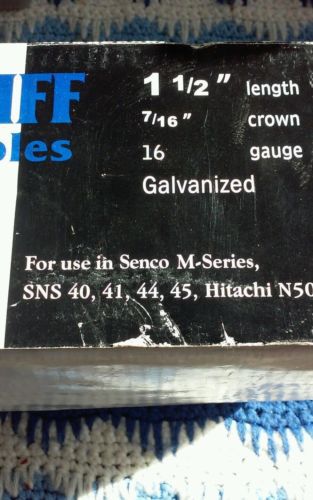 IFF
1 1/2" length
7/16" crown
16 gauge
Galvanized
For use in Senco M-Series,
SNS 40, 41, 44, 45, Hitachi N50